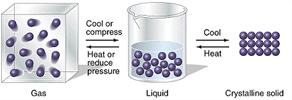 Cool or
compress
Heat or
reduce
pressure
Cool
Heat
Gas
Liquid
Crystalline solid